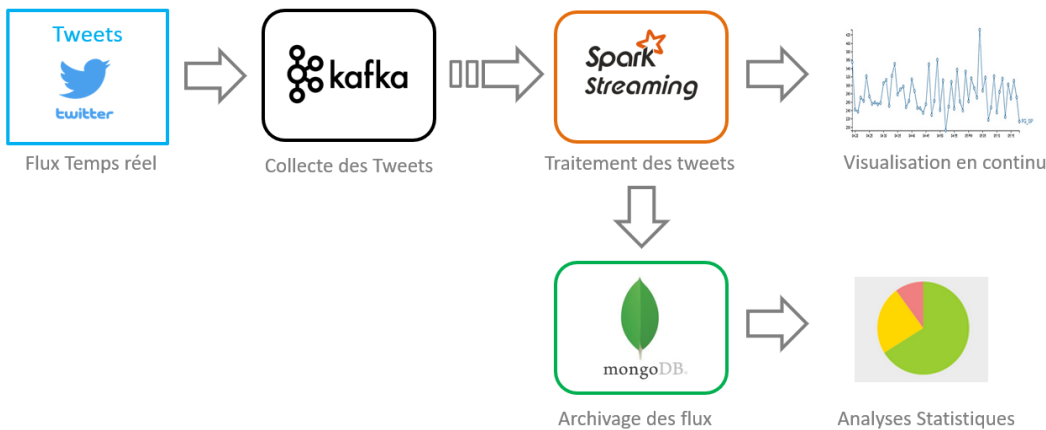 Tweets
twitter
Flux Temps réel
kafka
Collecte des Tweets
Spark
Streaming
Traitement des tweets
Visualisation en continu
mongoDB.
Archivage des flux
Analyses Statistiques